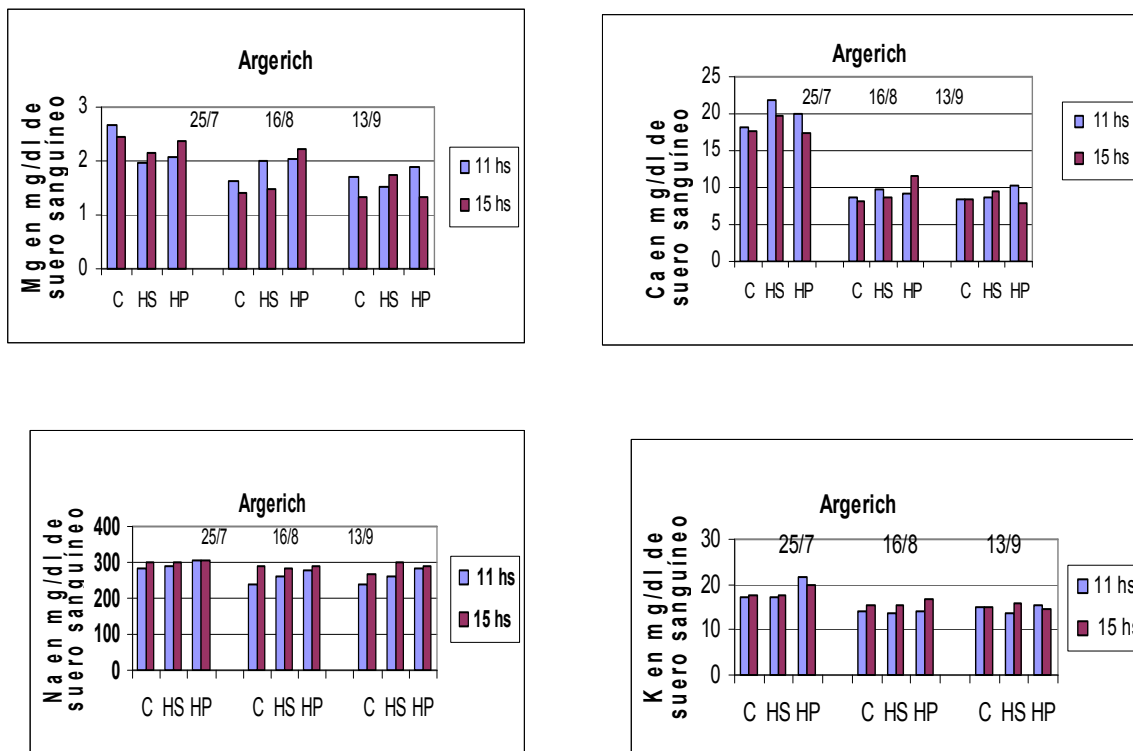 Argerich
Mg en mg/dl de
suero sanguíneo
3
2
1
0
25/7 16/8 13/9
C HS HP C HS HP C HS HP
11 hs
15 hs
Argerich
Ca en mg/dl de
suero sanguíneo
25
20
15
10
5
0
25/7 16/8 13/9
C HS HP C HS HP C HS HP
11 hs
15 hs
Argerich
Na en mg/dl de
suero sanguíneo
400
300
200
100
0
25/7 16/8 13/9
C HS HP C HS HP C HS HP
11 hs
15 hs
Argerich
K en mg/dl de
suero sanguíneo
30
20
10
0
25/7 16/8 13/9
C HS HP C HS HP C HS HP
11 hs
15 hs